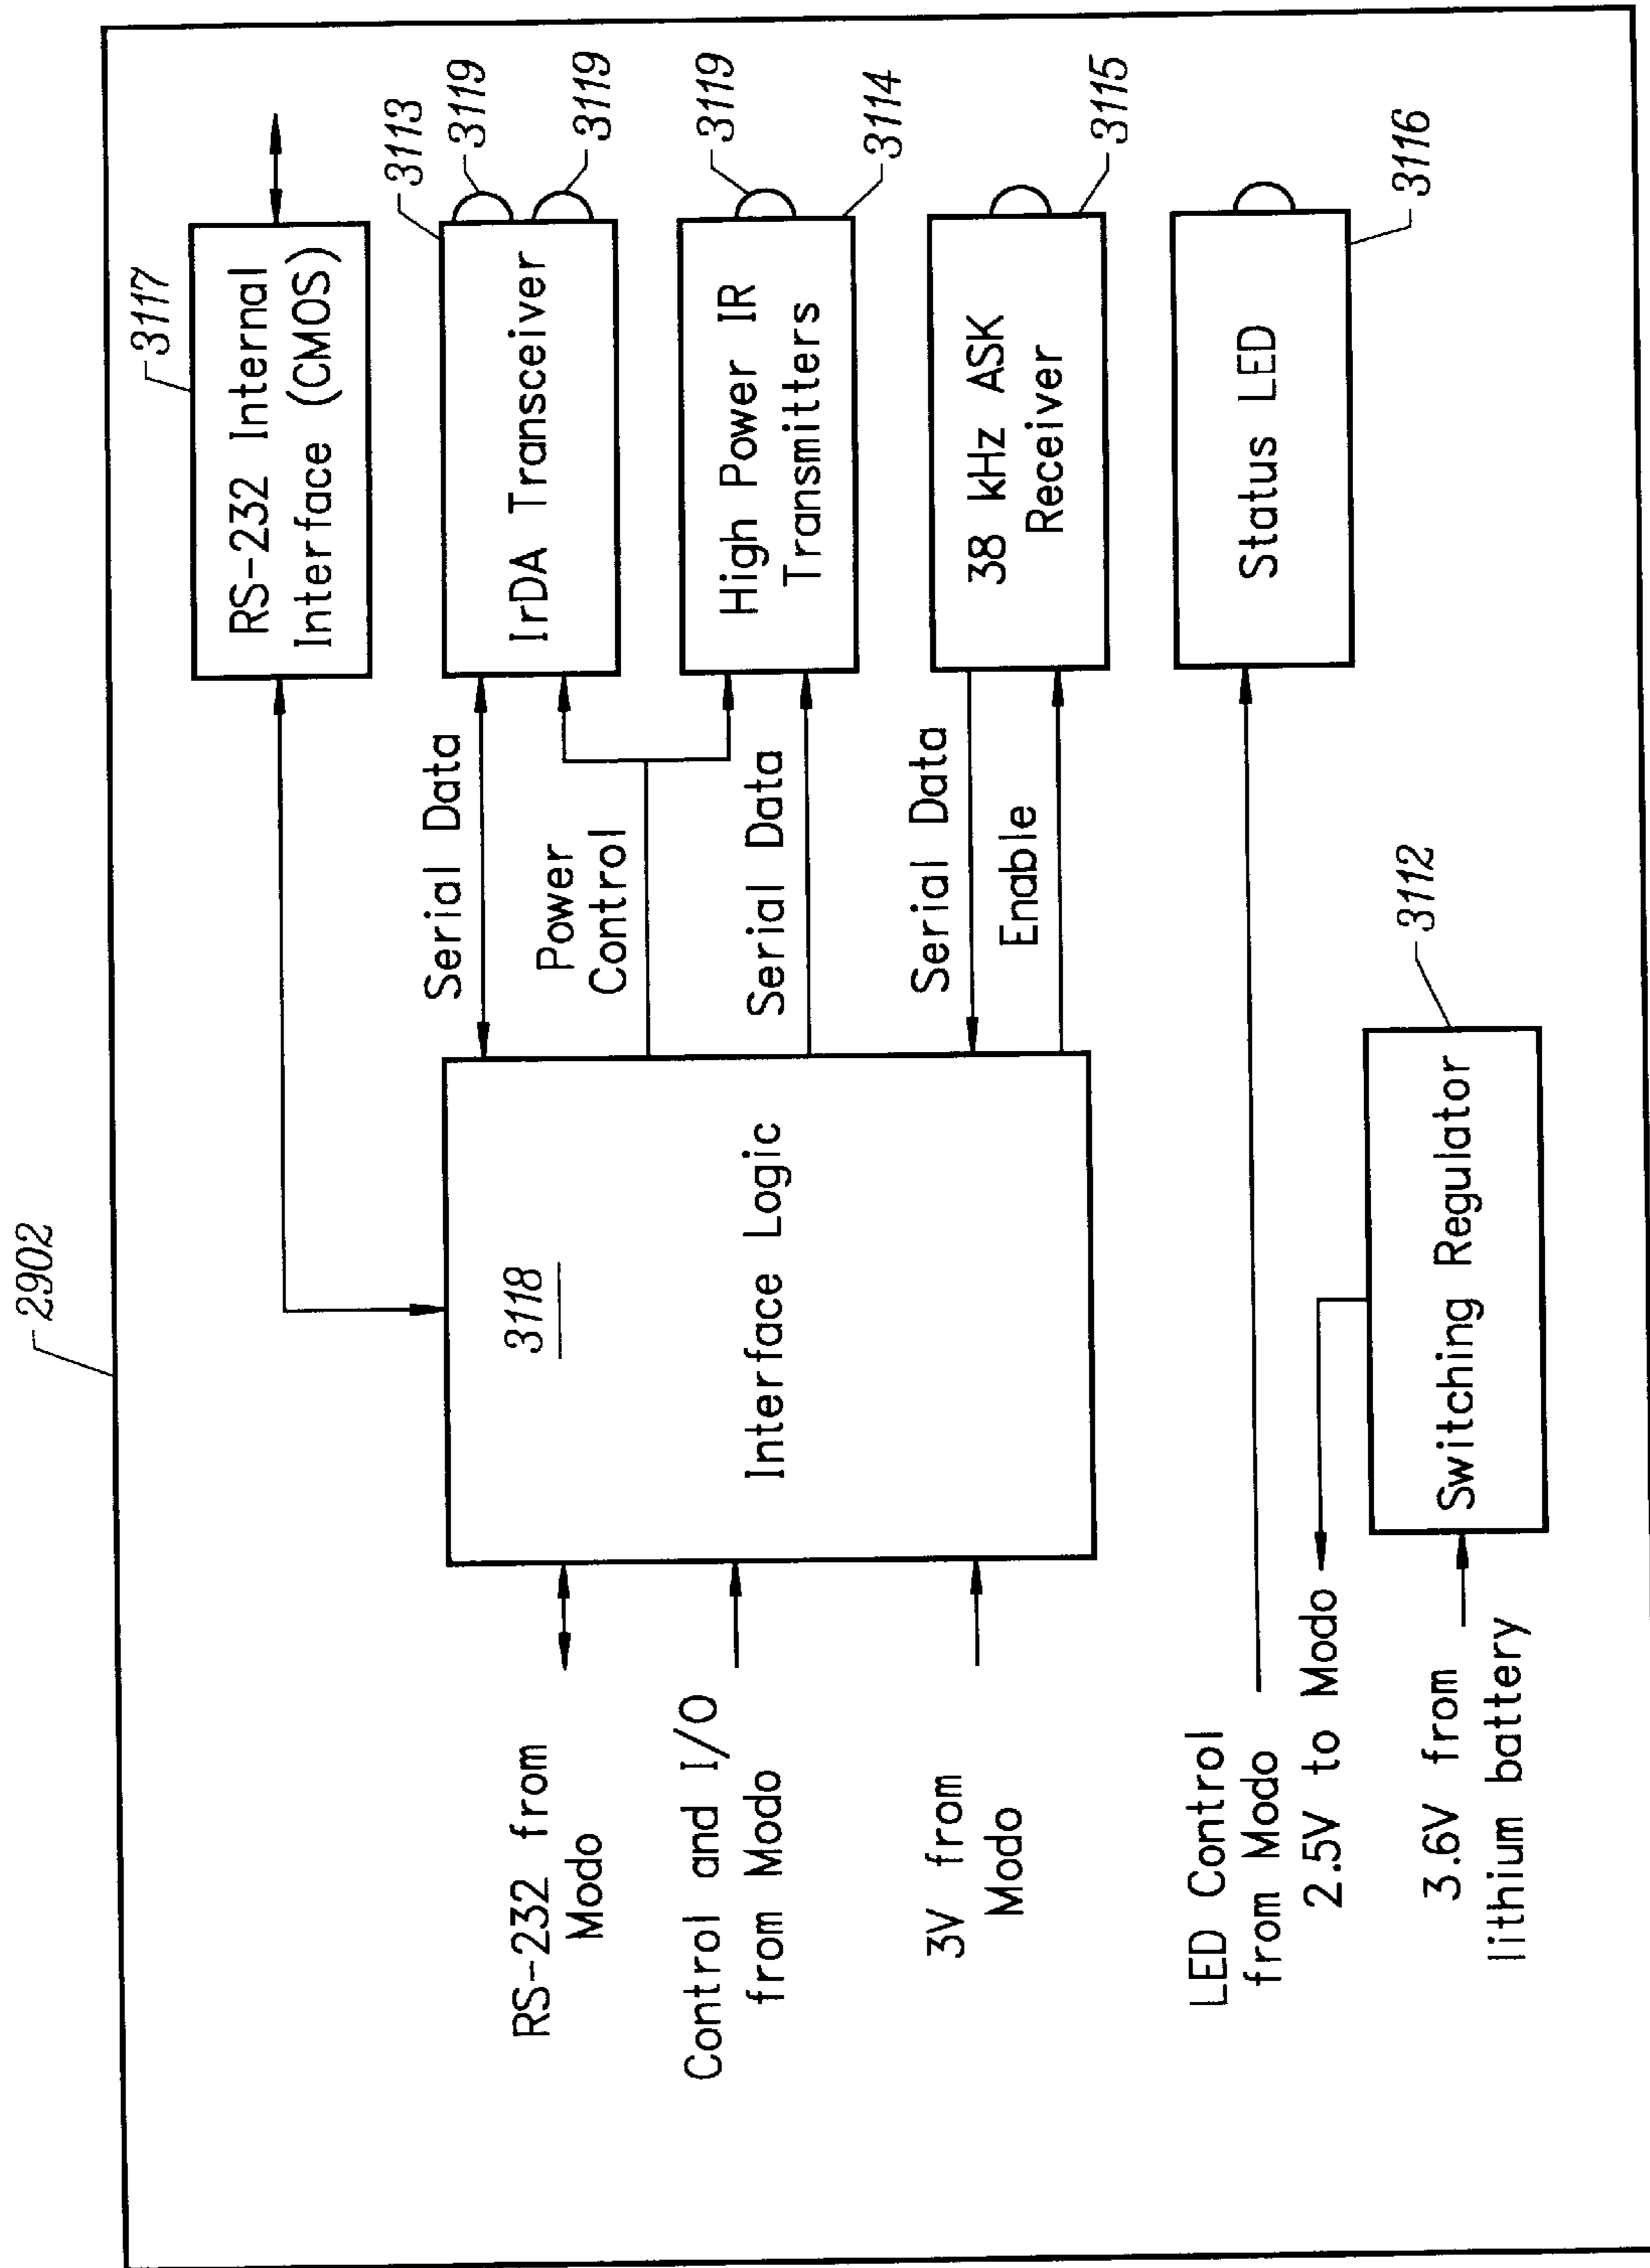 2902
3117
RS-232 Internal
Interface (CMOS)
3113
3119
3119
IrDA Transceiver
Serial Data
Power
Control
3119
3114
High Power IR
Transmitters
Serial Data
3115
38 kHz ASK
Receiver
Serial Data
Enable
3116
Status LED
3118
Interface Logic
RS-232 from
Modo
Control and I/O
from Modo
3V from
Modo
LED Control
from Modo
2.5V to Modo
3.6V from
lithium battery
3112
Switching Regulator